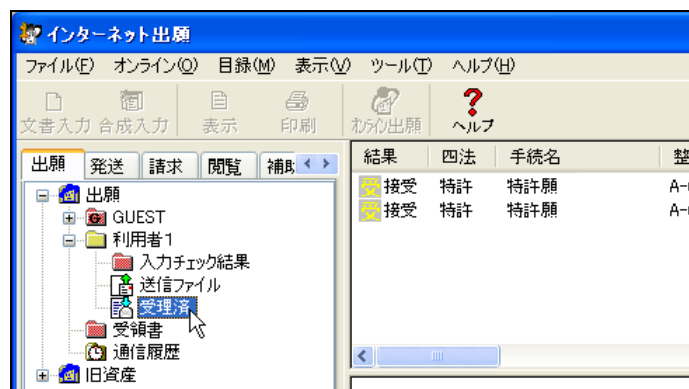 インターネット出願
ファイル(F) オンライン(O) 目録(M) 表示(V) ツール(T) ヘルプ(H)
文書入力 合成入力 表示 印刷 オンライン出願 ヘルプ
出願 発送 請求 閲覧 補助
結果 四法 手続名 整
受 接受 特許 特許願 A-
受 接受 特許 特許願 A-
出願
GUEST
利用者1
入力チェック結果
送信ファイル
受理済
受領書
通信履歴
旧資産